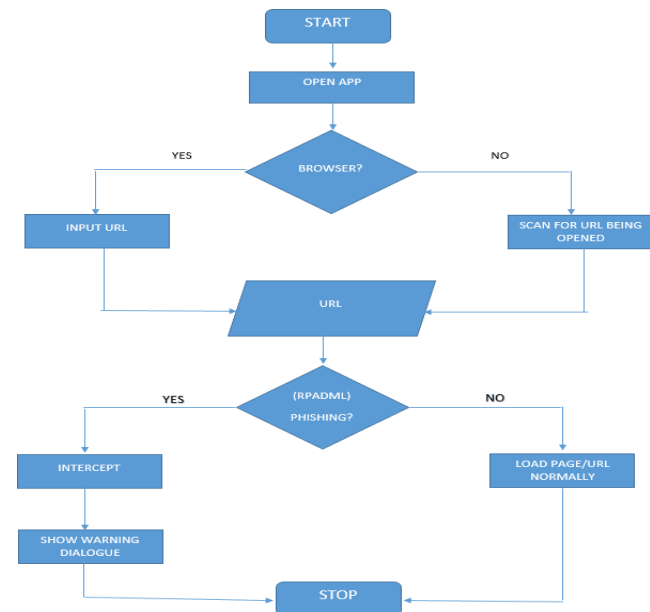 START
OPEN APP
BROWSER?
YES
NO
INPUT URL
SCAN FOR URL BEING
OPENED
URL
(RPADML)
PHISHING?
YES
NO
INTERCEPT
LOAD PAGE/URL
NORMALLY
SHOW WARNING
DIALOGUE
STOP